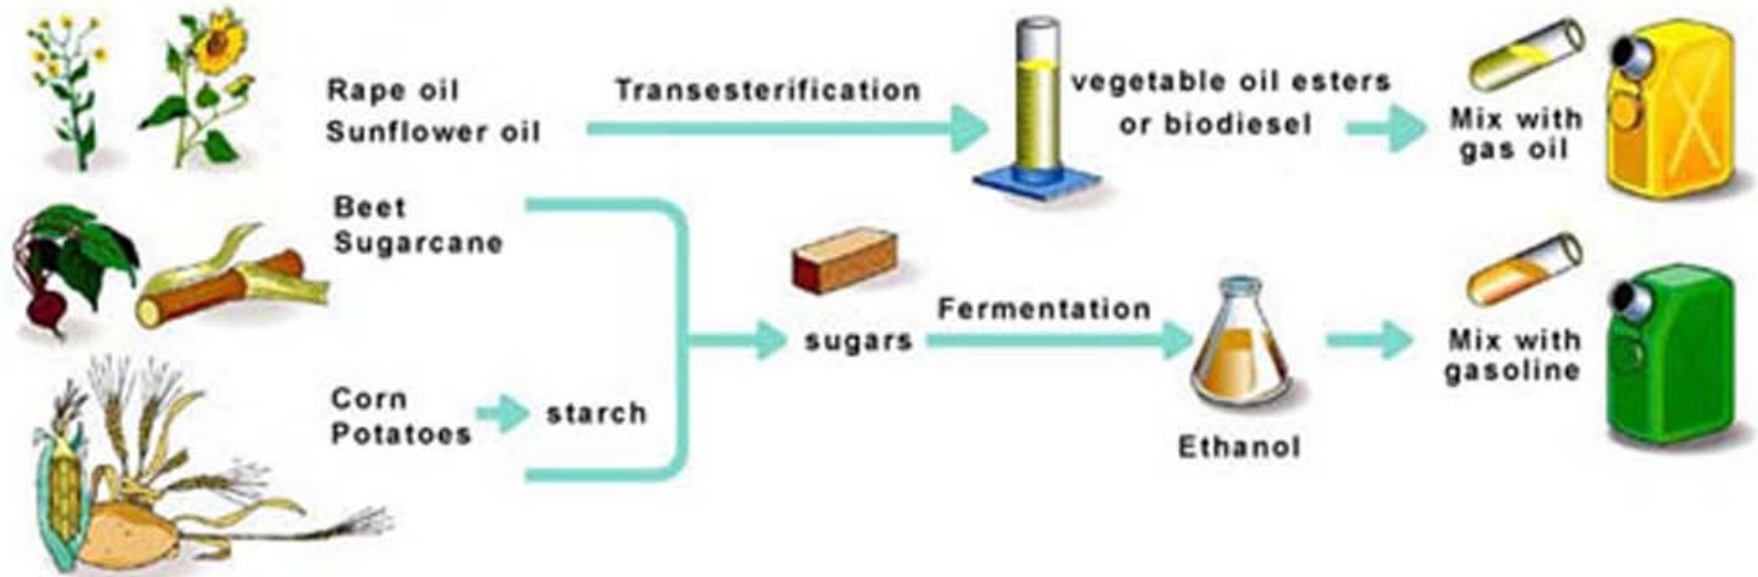 Rape oil
Sunflower oil
Transesterification
vegetable oil esters
or biodiesel
Mix with
gas oil
Beet
Sugarcane
Corn
Potatoes
starch
sugars
Fermentation
Ethanol
Mix with
gasoline